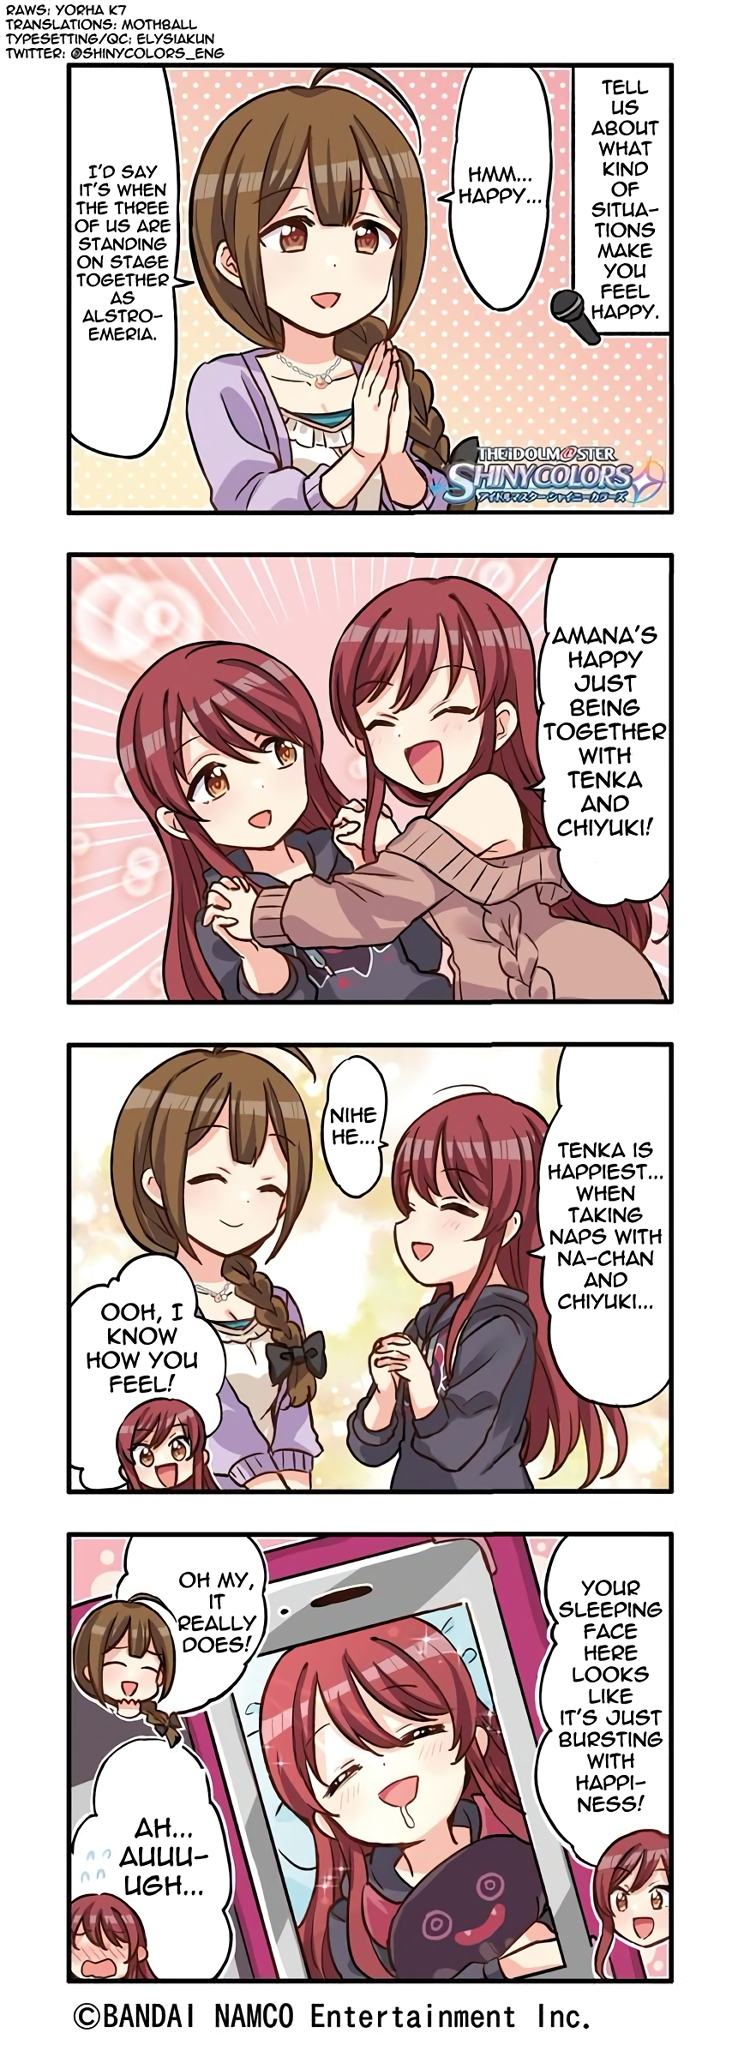 RAWS: YORHA K7
TRANSLATIONS: MOTHBALL
TYPESETTING/QC: ELYSIAKUN
TWITTER: @SHINYCOLORS_ENG
TELL
US
ABOUT
WHAT
KIND
OF
SITUA-
TIONS
MAKE
YOU
FEEL
HAPPY.
HMM...
HAPPY...
I'D SAY
IT'S WHEN
THE THREE
OF US ARE
STANDING
ON STAGE
TOGETHER
AS
ALSTRO-
EMERIA.
THE IDOLM@STER
SHINYCOLORS
アイドルマスターシャイニーカラーズ
AMANA'S
HAPPY
JUST
BEING
TOGETHER
WITH
TENKA
AND
CHIYUKI!
TENKA IS
HAPPIEST...
WHEN
TAKING
NAPS WITH
NA-CHAN
AND
CHIYUKI...
NIHE
HE...
OOH, I
KNOW
HOW YOU
FEEL!
YOUR
SLEEPING
FACE
HERE
LOOKS
LIKE
IT'S JUST
BURSTING
WITH
HAPPI-
NESS!
OH MY,
IT
REALLY
DOES!
AH...
AUUU-
UGH...
©BANDAI NAMCO Entertainment Inc.